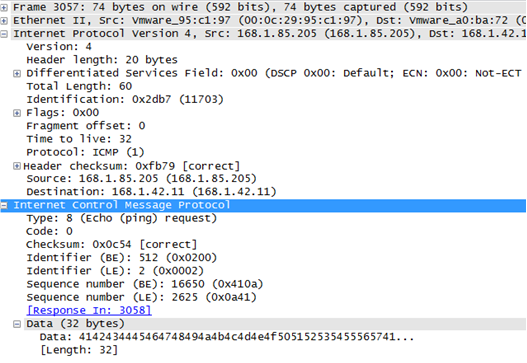 Frame 3057: 74 bytes on wire (592 bits), 74 bytes captured (592 bits)
Ethernet II, Src: Vmware_95:c1:97 (00:0c:29:95:c1:97), Dst: Vmware_a0:ba:72 (0
Internet Protocol Version 4, Src: 168.1.85.205 (168.1.85.205), Dst: 168.1.42.1
Version: 4
Header length: 20 bytes
Differentiated Services Field: 0x00 (DSCP 0x00: Default; ECN: 0x00: Not-ECT
Total Length: 60
Identification: 0x2db7 (11703)
Flags: 0x00
Fragment offset: 0
Time to live: 32
Protocol: ICMP (1)
Header checksum: 0xfb79 [correct]
Source: 168.1.85.205 (168.1.85.205)
Destination: 168.1.42.11 (168.1.42.11)
Internet Control Message Protocol
Type: 8 (Echo (ping) request)
Code: 0
Checksum: 0x0c54 [correct]
Identifier (BE): 512 (0x0200)
Identifier (LE): 2 (0x0002)
Sequence number (BE): 16650 (0x410a)
Sequence number (LE): 2625 (0x0a41)
[Response In: 3058]
Data (32 bytes)
Data: 4142434445464748494a4b4c4d4e4f505152535455565741...
[Length: 32]